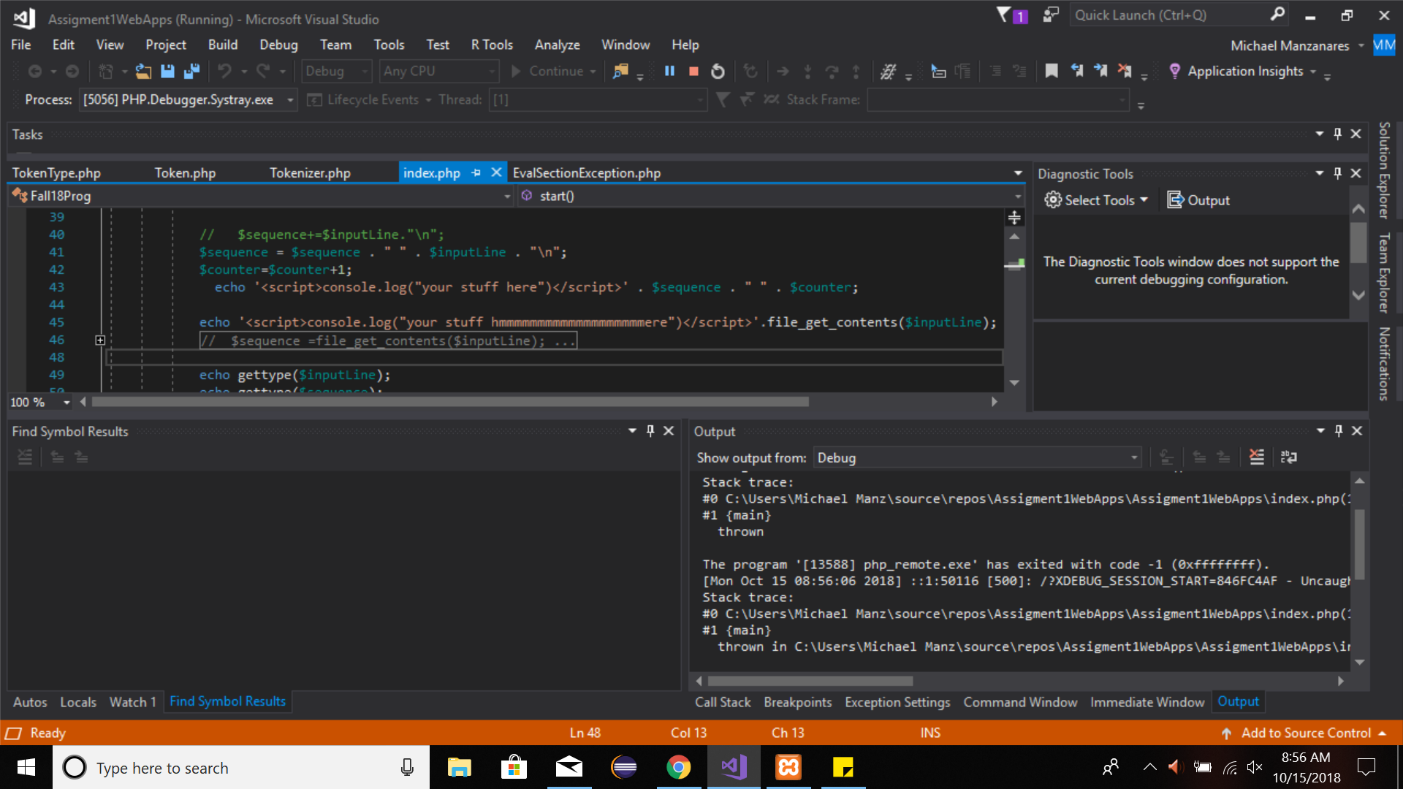 Assigment1WebApps (Running) - Microsoft Visual Studio
1
Quick Launch (Ctrl+Q)
File Edit View Project Build Debug Team Tools Test R Tools Analyze Window Help
Michael Manzanares
MM
Debug Any CPU Continue Application Insights
Process: [5056] PHP.Debugger.Systray.exe Lifecycle Events Thread: [1] Stack Frame:
Tasks
TokenType.php Token.php Tokenizer.php index.php EvalSectionException.php
Fall18Prog start()
39
40 // $sequence+=$inputLine."\n";
41 $sequence = $sequence . " " . $inputLine . "\n";
42 $counter=$counter+1;
43 echo '<script>console.log("your stuff here")</script>' . $sequence . " " . $counter;
44
45 echo '<script>console.log("your stuff hmmmmmmmmmmmmmmmmmmmere")</script>'.file_get_contents($inputLine);
46 // $sequence =file_get_contents($inputLine); ...
48
49 echo gettype($inputLine);
50 echo gettype($sequence);
100 %
Diagnostic Tools
Select Tools Output
The Diagnostic Tools window does not support the
current debugging configuration.
Solution Explorer
Team Explorer
Notifications
Find Symbol Results
Autos Locals Watch 1 Find Symbol Results
Output
Show output from: Debug
Stack trace:
#0 C:\Users\Michael Manz\source\repos\Assigment1WebApps\Assigment1WebApps\index.php(
#1 {main}
thrown
The program '[13588] php_remote.exe' has exited with code -1 (0xffffffff).
[Mon Oct 15 08:56:06 2018] ::1:50116 [500]: /?XDEBUG_SESSION_START=846FC4AF - Uncaugh
Stack trace:
#0 C:\Users\Michael Manz\source\repos\Assigment1WebApps\Assigment1WebApps\index.php(
#1 {main}
thrown in C:\Users\Michael Manz\source\repos\Assigment1WebApps\Assigment1WebApps\in
Call Stack Breakpoints Exception Settings Command Window Immediate Window Output
Ready Ln 48 Col 13 Ch 13 INS Add to Source Control
Type here to search
8:56 AM
10/15/2018